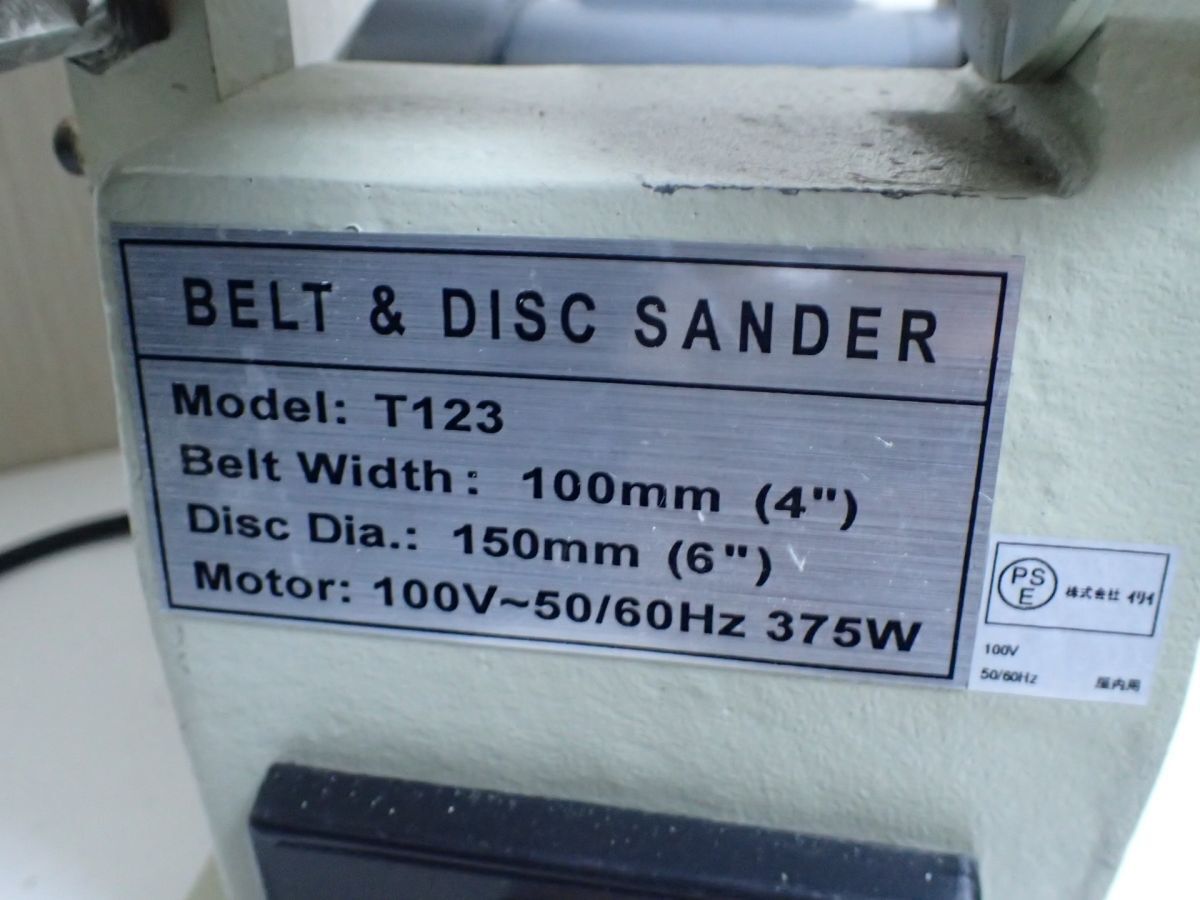 BELT & DISC SANDER
Model: T123
Belt Width: 100mm (4")
Disc Dia.: 150mm (6")
Motor: 100V~50/60Hz 375W
PS
E
株式会社 イリイ
100V
50/60Hz 屋内用